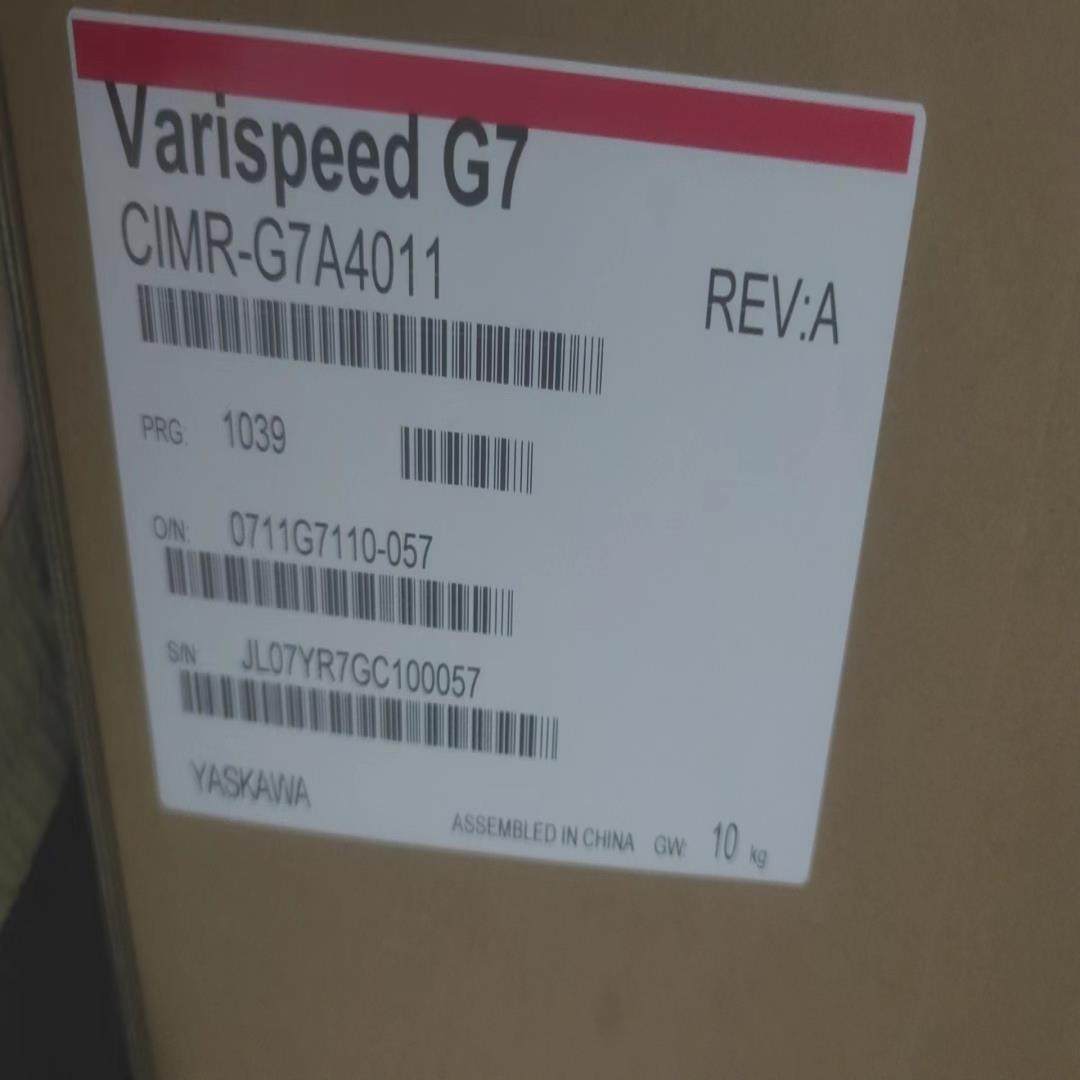 Varispeed G7
CIMR-G7A4011
REV:A
PRG: 1039
O/N: 0711G7110-057
S/N JL07YR7GC100057
YASKAWA
ASSEMBLED IN CHINA GW: 10 kg